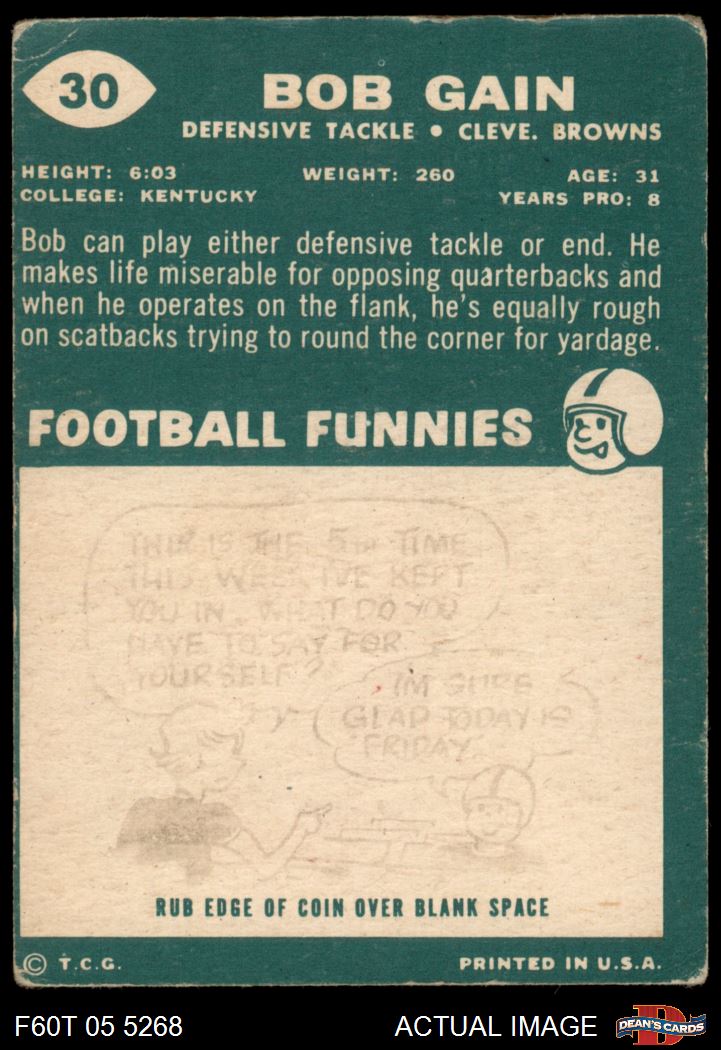 30
BOB GAIN
DEFENSIVE TACKLE • CLEVE. BROWNS
HEIGHT: 6:03 WEIGHT: 260 AGE: 31
COLLEGE: KENTUCKY YEARS PRO: 8
Bob can play either defensive tackle or end. He
makes life miserable for opposing quarterbacks and
when he operates on the flank, he's equally rough
on scatbacks trying to round the corner for yardage.
FOOTBALL FUNNIES
THIS IS THE 5TH TIME
THIS WEEK I'VE KEPT
YOU IN. WHAT DO YOU
HAVE TO SAY FOR
YOURSELF?
I'M SURE
GLAD TODAY IS
FRIDAY.
RUB EDGE OF COIN OVER BLANK SPACE
© T.C.G. PRINTED IN U.S.A.
F60T 05 5268 ACTUAL IMAGE D DEAN'S CARDS